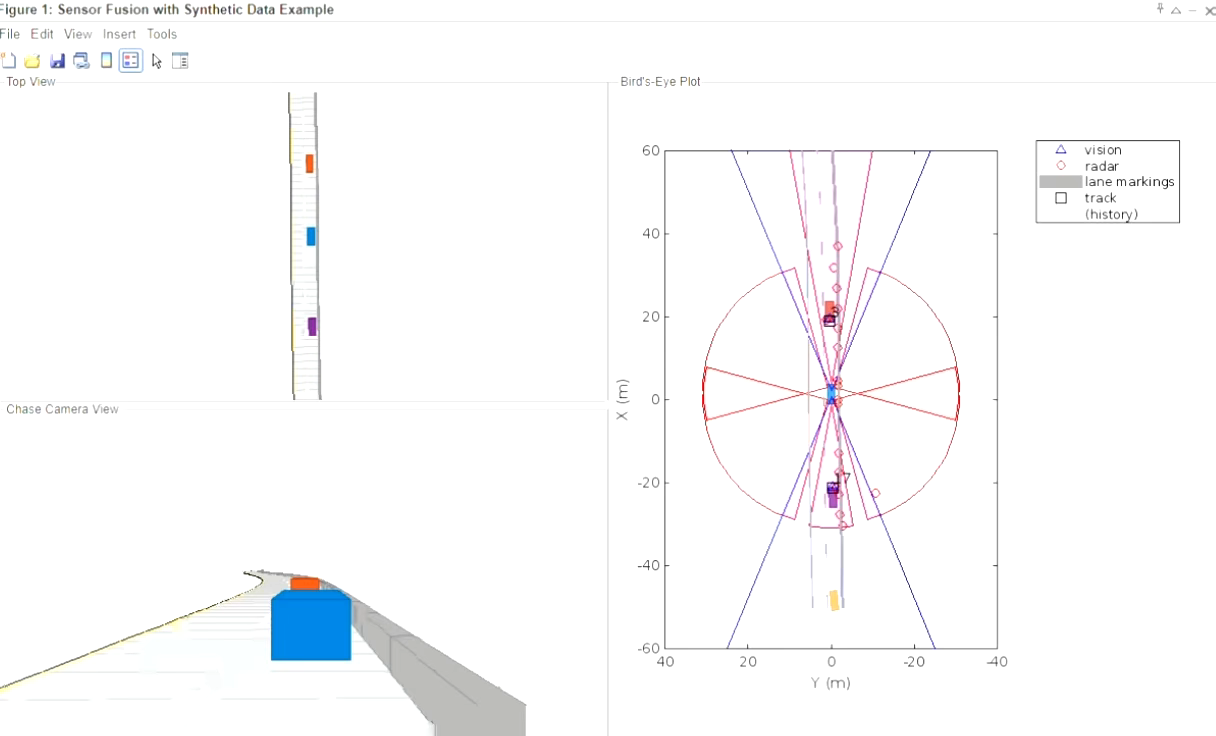 Figure 1: Sensor Fusion with Synthetic Data Example
File Edit View Insert Tools
Top View
Bird's-Eye Plot
vision
radar
lane markings
track
(history)
60
40
20
0
-20
-40
-60
X (m)
40 20 0 -20 -40
Y (m)
Chase Camera View